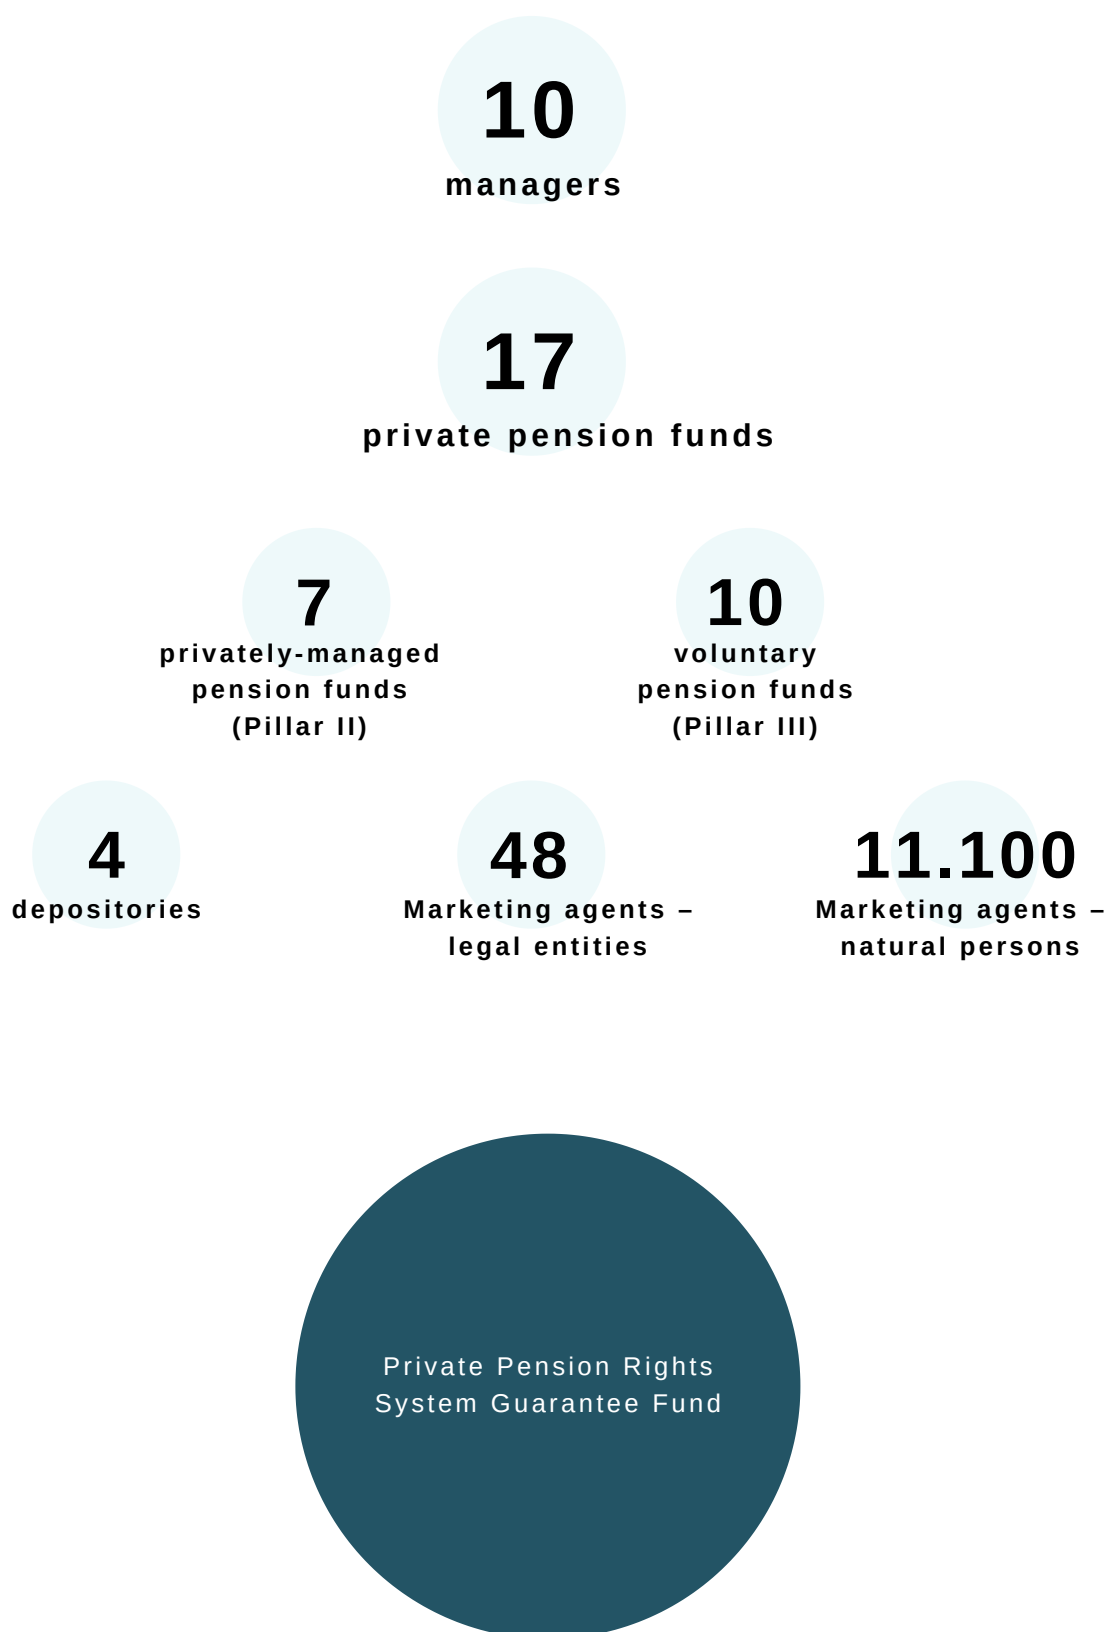 10
managers
17
private pension funds
7
privately-managed
pension funds
(Pillar II)
10
voluntary
pension funds
(Pillar III)
4
depositories
48
Marketing agents –
legal entities
11.100
Marketing agents –
natural persons
Private Pension Rights
System Guarantee Fund